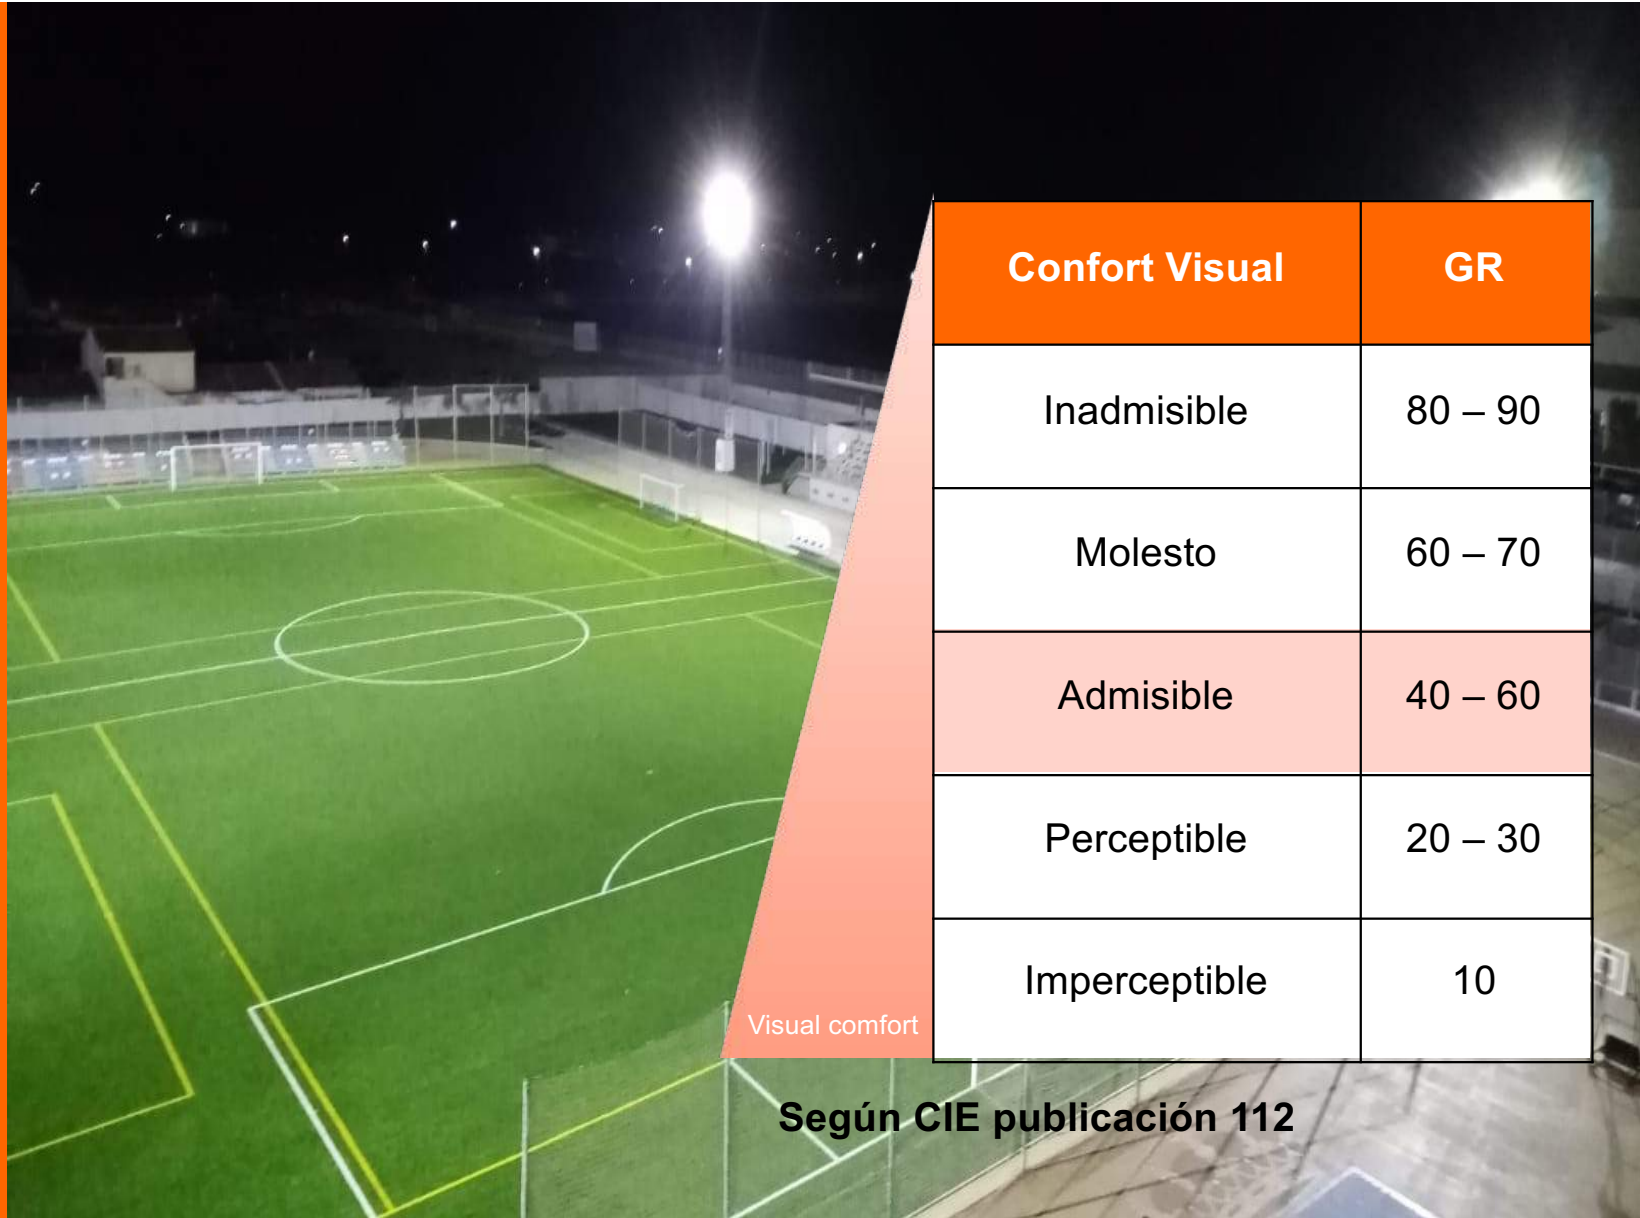 Confort Visual GR
Inadmisible 80 – 90
Molesto 60 – 70
Admisible 40 – 60
Perceptible 20 – 30
Imperceptible 10
Visual comfort
Según CIE publicación 112